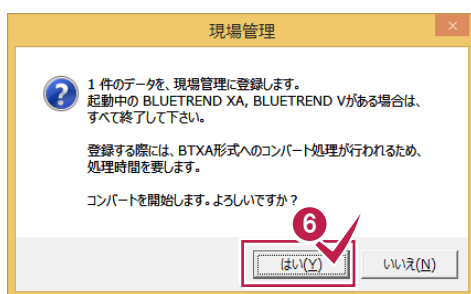 現場管理
×
?
1 件のデータを、現場管理に登録します。
起動中の BLUETREND XA, BLUETREND Vがある場合は、
すべて終了して下さい。
登録する際には、BTXA形式へのコンバート処理が行われるため、
処理時間を要します。
コンバートを開始します。よろしいですか?
6
はい(Y)
いいえ(N)